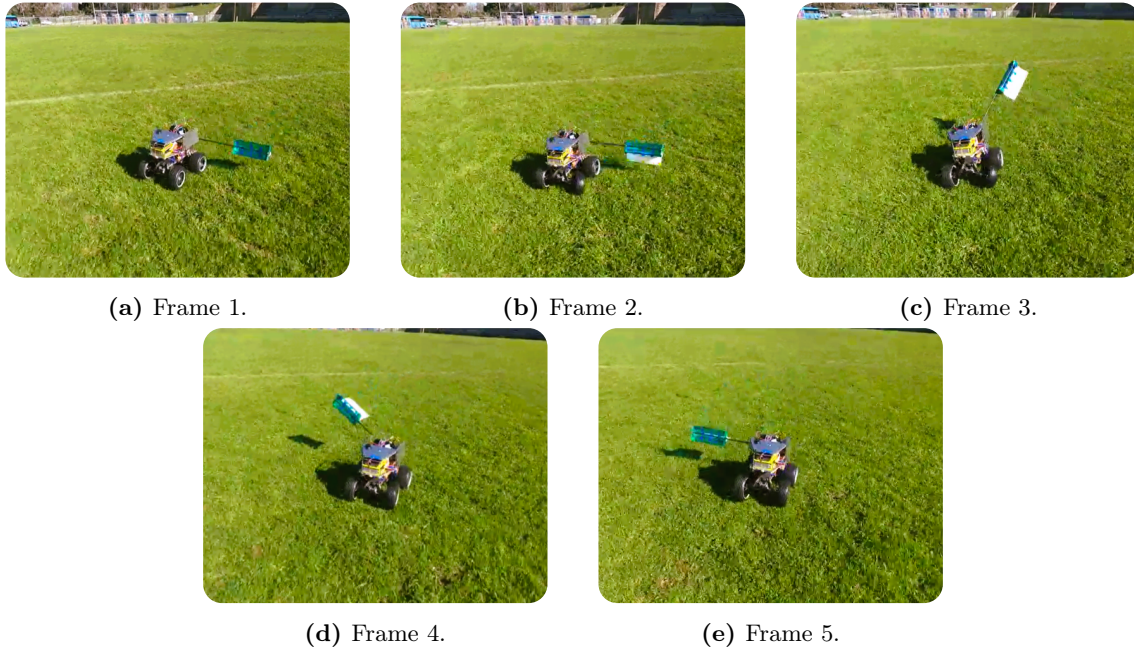 (a) Frame 1.
(b) Frame 2.
(c) Frame 3.
(d) Frame 4.
(e) Frame 5.